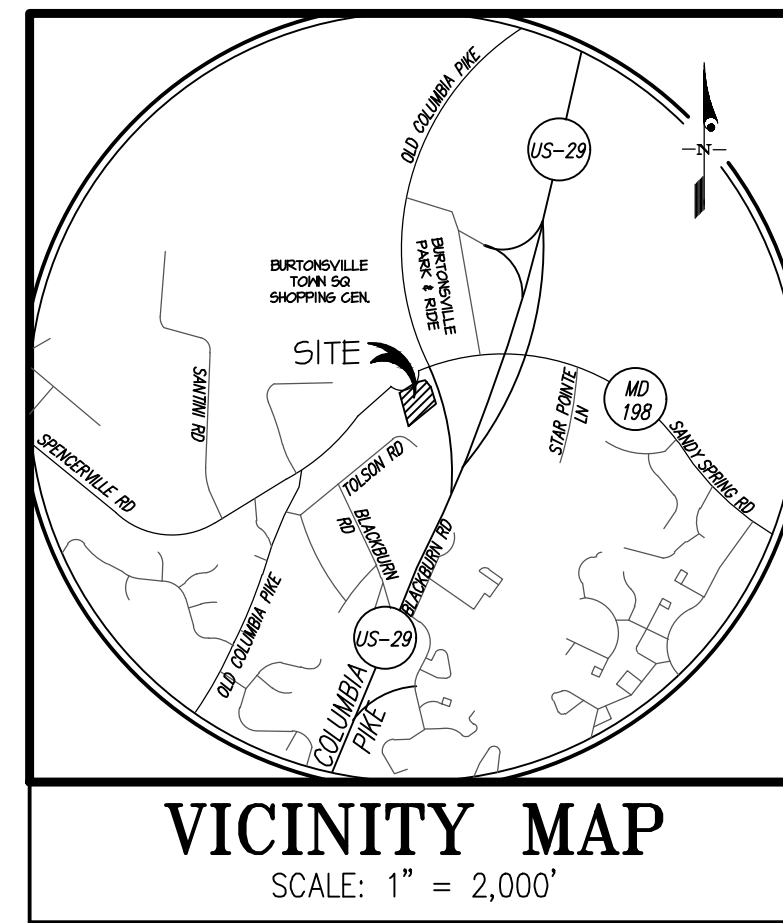 OLD COLUMBIA PIKE
US-29
-N-
BURTONSVILLE
PARK & RIDE
BURTONSVILLE
TOWN SQ
SHOPPING CEN.
SITE
SANTINI RD
STAR POINTE
LN
MD
198
SANDY SPRING RD
SPENCERVILLE RD
TOLSON RD
BLACKBURN
RD
BLACKBURN RD
OLD COLUMBIA PIKE
US-29
COLUMBIA
PIKE
VICINITY MAP
SCALE: 1" = 2,000'